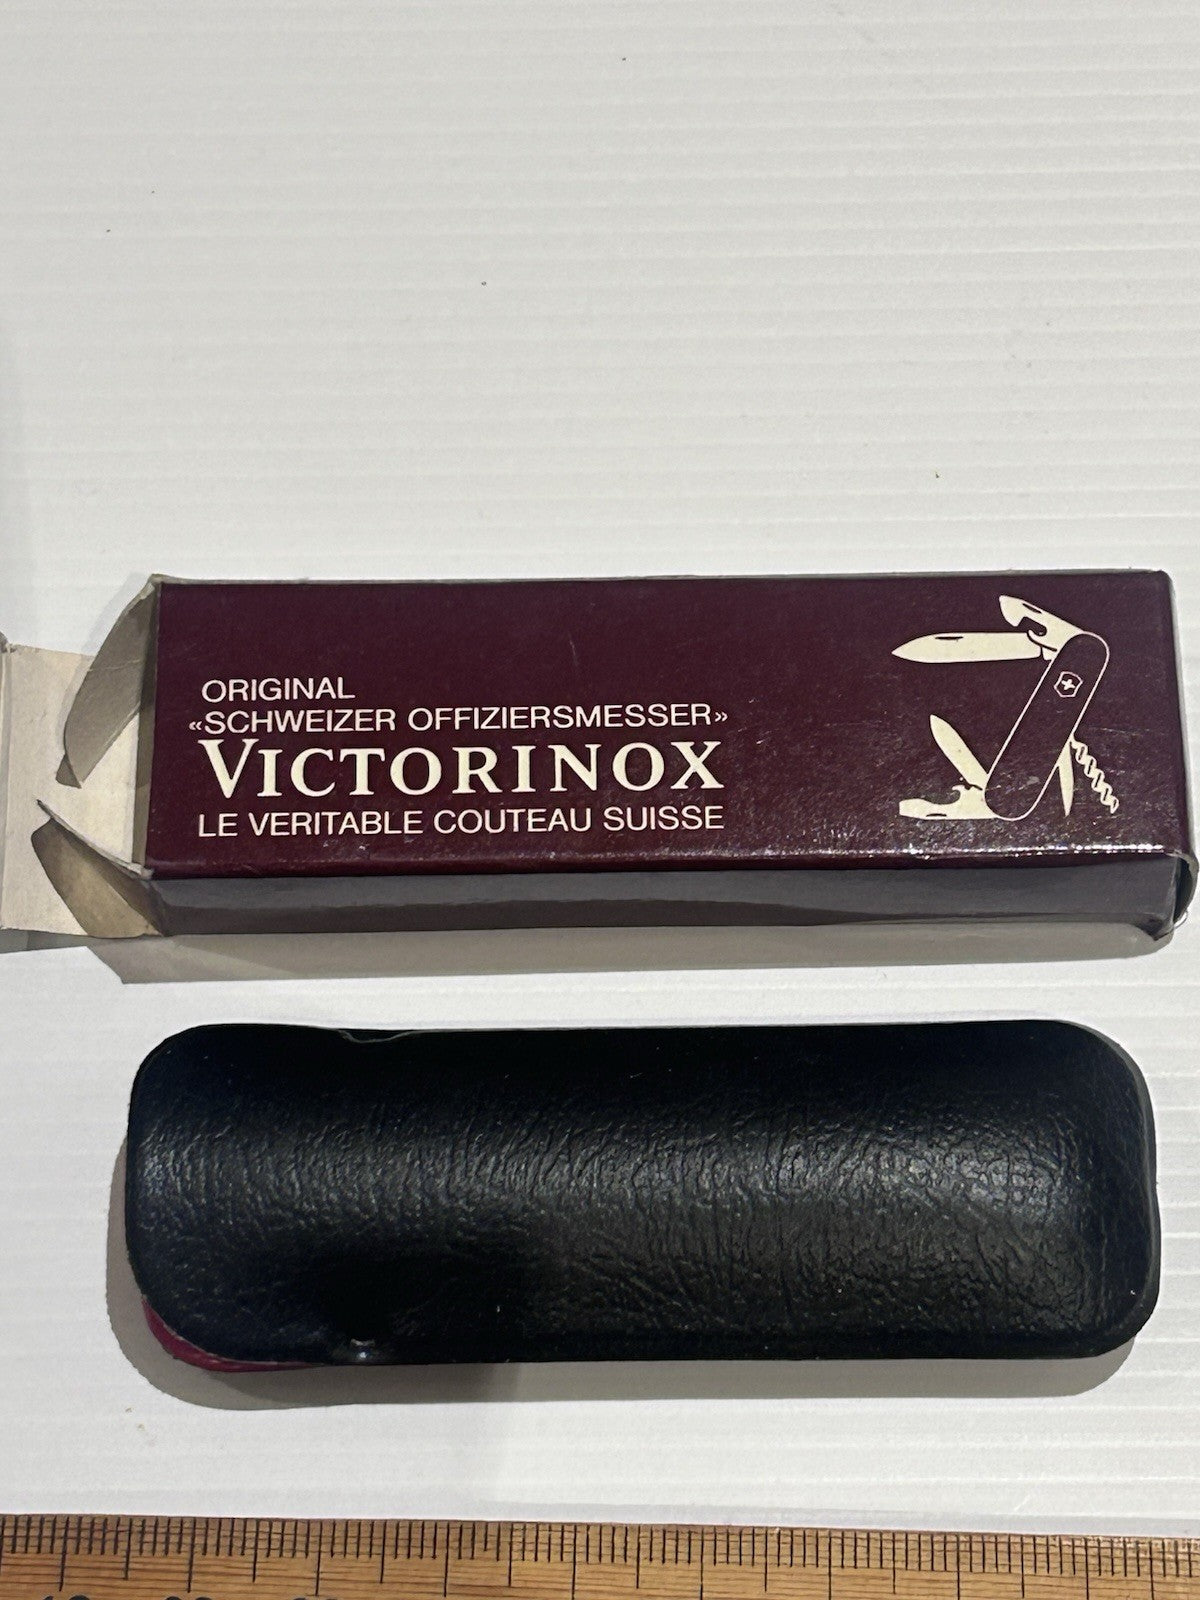 ORIGINAL
«SCHWEIZER OFFIZIERSMESSER»
VICTORINOX
LE VERITABLE COUTEAU SUISSE